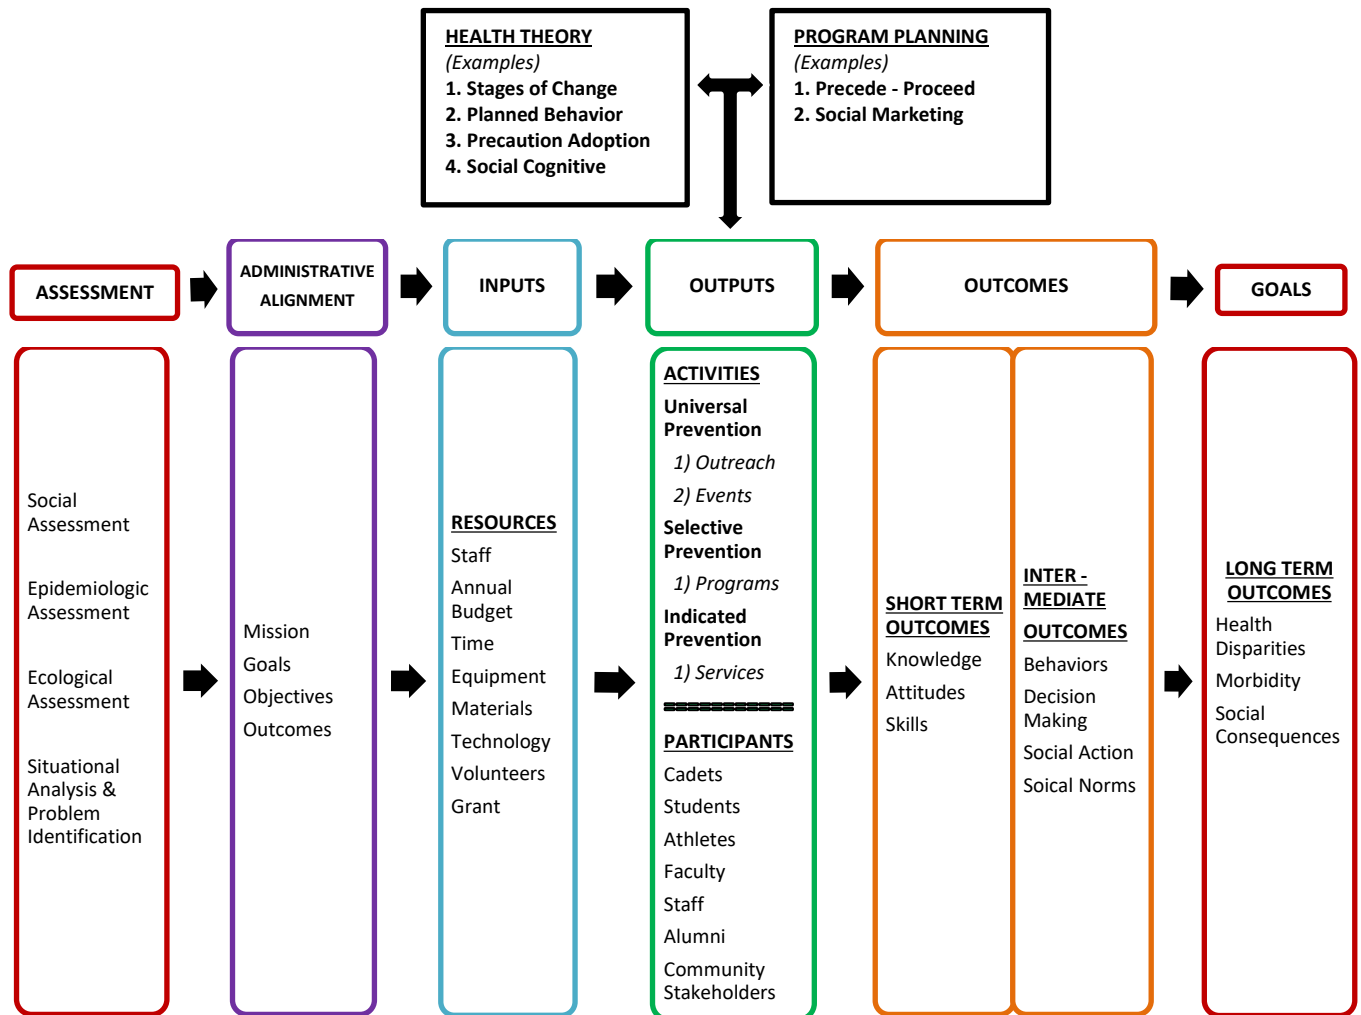 HEALTH THEORY
(Examples)
1. Stages of Change
2. Planned Behavior
3. Precaution Adoption
4. Social Cognitive
PROGRAM PLANNING
(Examples)
1. Precede - Proceed
2. Social Marketing
ASSESSMENT
ADMINISTRATIVE
ALIGNMENT
INPUTS
OUTPUTS
OUTCOMES
GOALS
Social
Assessment
Epidemiologic
Assessment
Ecological
Assessment
Situational
Analysis &
Problem
Identification
Mission
Goals
Objectives
Outcomes
RESOURCES
Staff
Annual
Budget
Time
Equipment
Materials
Technology
Volunteers
Grant
ACTIVITIES
Universal
Prevention
1) Outreach
2) Events
Selective
Prevention
1) Programs
Indicated
Prevention
1) Services
PARTICIPANTS
Cadets
Students
Athletes
Faculty
Staff
Alumni
Community
Stakeholders
SHORT TERM
OUTCOMES
Knowledge
Attitudes
Skills
INTER -
MEDIATE
OUTCOMES
Behaviors
Decision
Making
Social Action
Soical Norms
LONG TERM
OUTCOMES
Health
Disparities
Morbidity
Social
Consequences